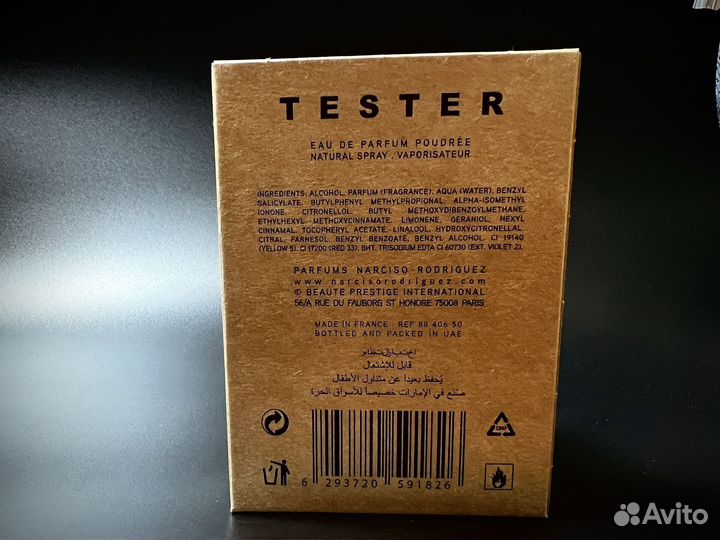 TESTER
EAU DE PARFUM POUDRÉE
NATURAL SPRAY . VAPORISATEUR
INGREDIENTS: ALCOHOL, PARFUM (FRAGRANCE), AQUA (WATER), BENZYL
SALICYLATE, BUTYLPHENYL METHYLPROPIONAL, ALPHA-ISOMETHYL
IONONE, CITRONELLOL, BUTYL METHOXYDIBENZOYLMETHANE,
ETHYLHEXYL METHOXYCINNAMATE, LIMONENE, GERANIOL, HEXYL
CINNAMAL, TOCOPHERYL ACETATE, LINALOOL, HYDROXYCITRONELLAL,
CITRAL, FARNESOL, BENZYL BENZOATE, BENZYL ALCOHOL, CI 19140
(YELLOW 5), CI 17200 (RED 33), BHT, TRISODIUM EDTA CI 60730 (EXT. VIOLET 2).
PARFUMS NARCISO RODRIGUEZ
www.narcisorodriguez.com
© BEAUTE PRESTIGE INTERNATIONAL
56/A RUE DU FAUBORG ST HONORE 75008 PARIS
MADE IN FRANCE REF 88 406 50
BOTTLED AND PACKED IN UAE
قابل للإشتعال
يُحفظ بعيداً عن متناول الأطفال
صنع في الإمارات خصيصاً للأسواق الحرة
6 293720 591826
Avito